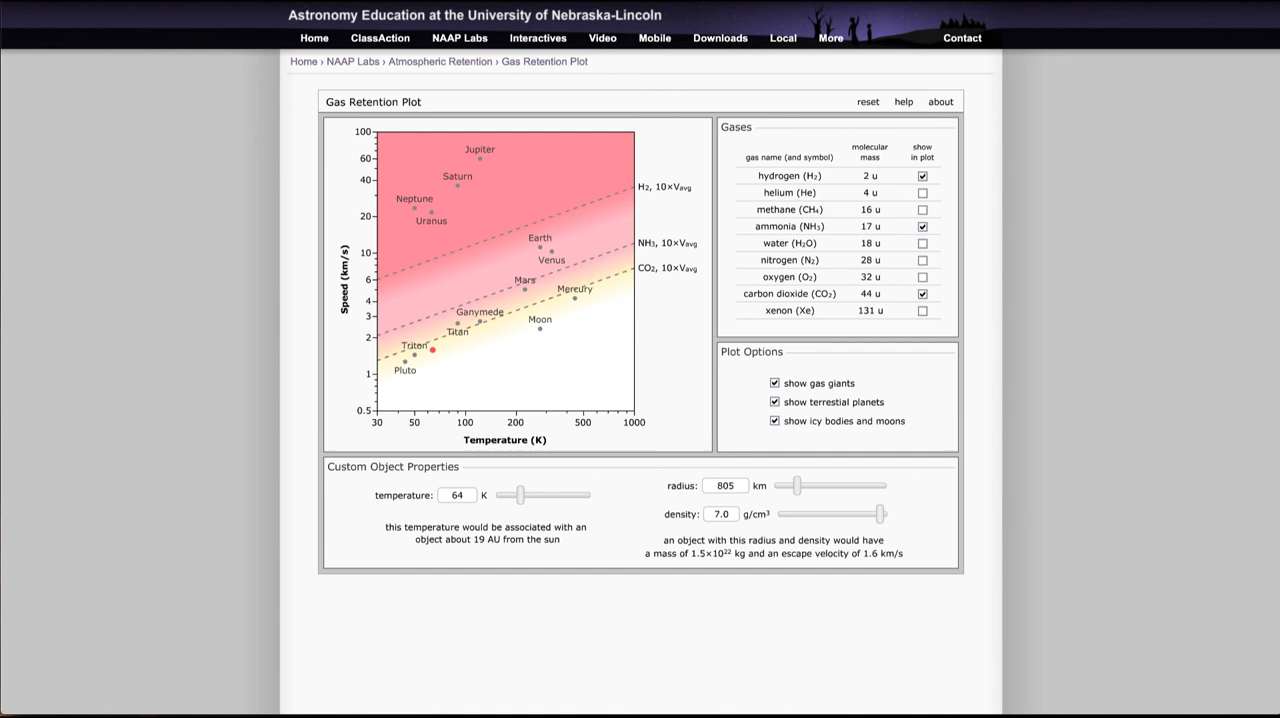 Astronomy Education at the University of Nebraska-Lincoln
Home ClassAction NAAP Labs Interactives Video Mobile Downloads Local More Contact
Home › NAAP Labs › Atmospheric Retention › Gas Retention Plot
Gas Retention Plot reset help about
100
60
40
20
10
6
4
3
2
1
0.5
Speed (km/s)
Jupiter
Saturn
Neptune
Uranus
Earth
Venus
Mars
Mercury
Ganymede
Titan
Moon
Triton
Pluto
H₂, 10×Vavg
NH₃, 10×Vavg
CO₂, 10×Vavg
30 50 100 200 500 1000
Temperature (K)
Gases
gas name (and symbol) molecular mass show in plot
hydrogen (H₂) 2 u
helium (He) 4 u
methane (CH₄) 16 u
ammonia (NH₃) 17 u
water (H₂O) 18 u
nitrogen (N₂) 28 u
oxygen (O₂) 32 u
carbon dioxide (CO₂) 44 u
xenon (Xe) 131 u
Plot Options
show gas giants
show terrestial planets
show icy bodies and moons
Custom Object Properties
temperature: 64 K
this temperature would be associated with an
object about 19 AU from the sun
radius: 805 km
density: 7.0 g/cm³
an object with this radius and density would have
a mass of 1.5×10²² kg and an escape velocity of 1.6 km/s